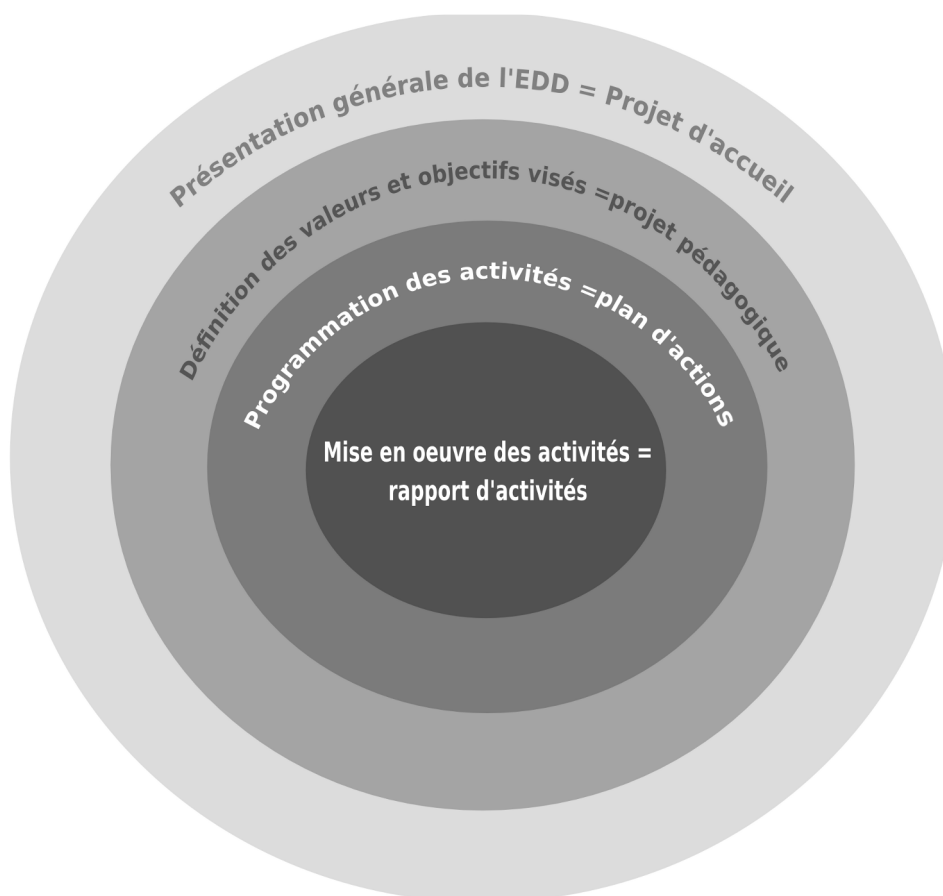 Présentation générale de l'EDD = Projet d'accueil
Définition des valeurs et objectifs visés =projet pédagogique
Programmation des activités =plan d'actions
Mise en oeuvre des activités =
rapport d'activités